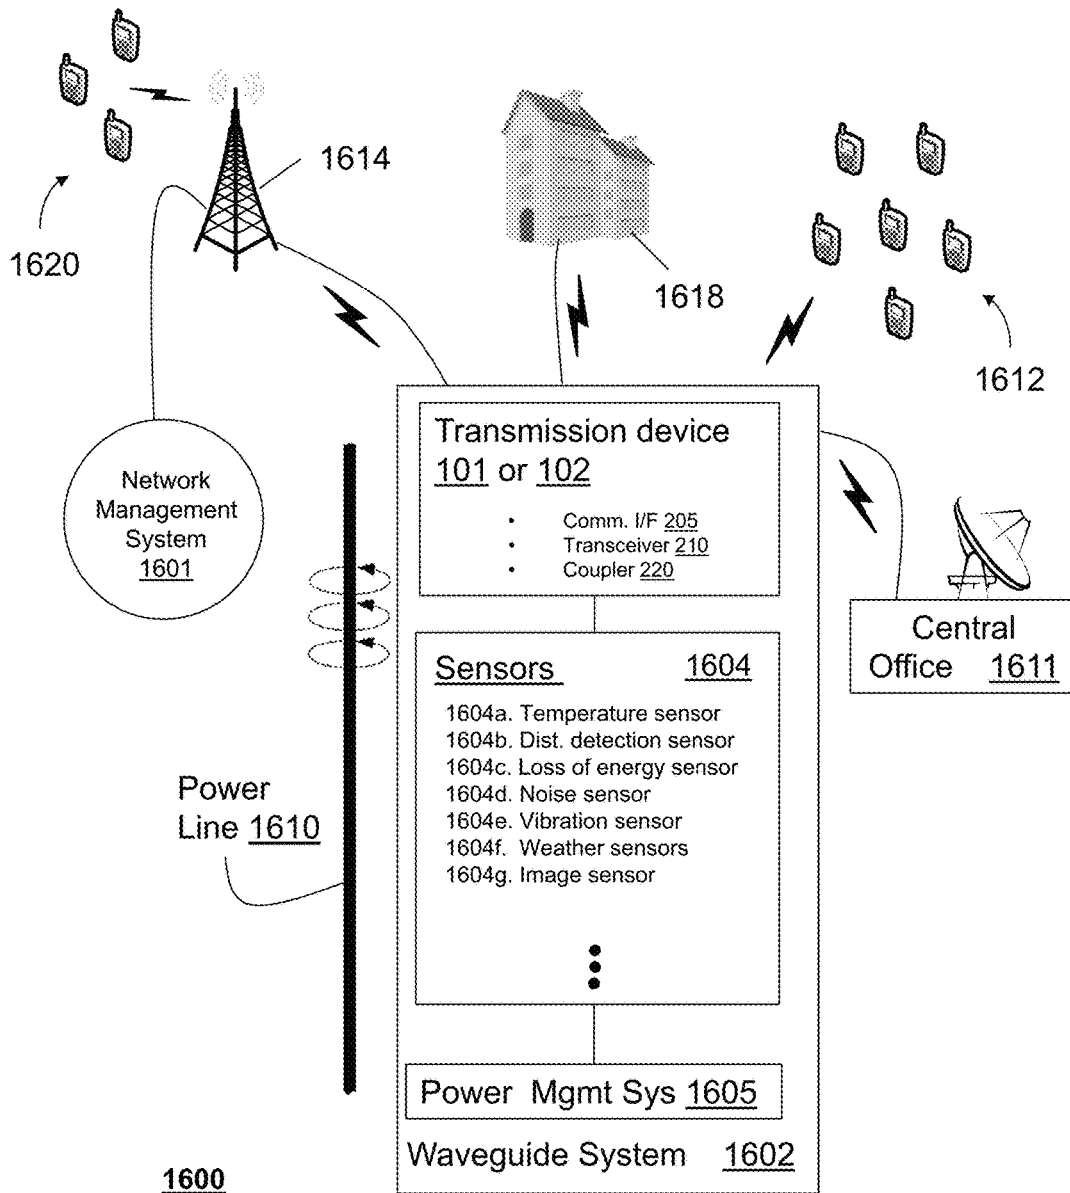 1614
1620
1618
1612
Network
Management
System
1601
Transmission device
101 or 102
• Comm. I/F 205
• Transceiver 210
• Coupler 220
Central
Office 1611
Sensors 1604
1604a. Temperature sensor
1604b. Dist. detection sensor
1604c. Loss of energy sensor
1604d. Noise sensor
1604e. Vibration sensor
1604f. Weather sensors
1604g. Image sensor
Power
Line 1610
Power Mgmt Sys 1605
Waveguide System 1602
1600